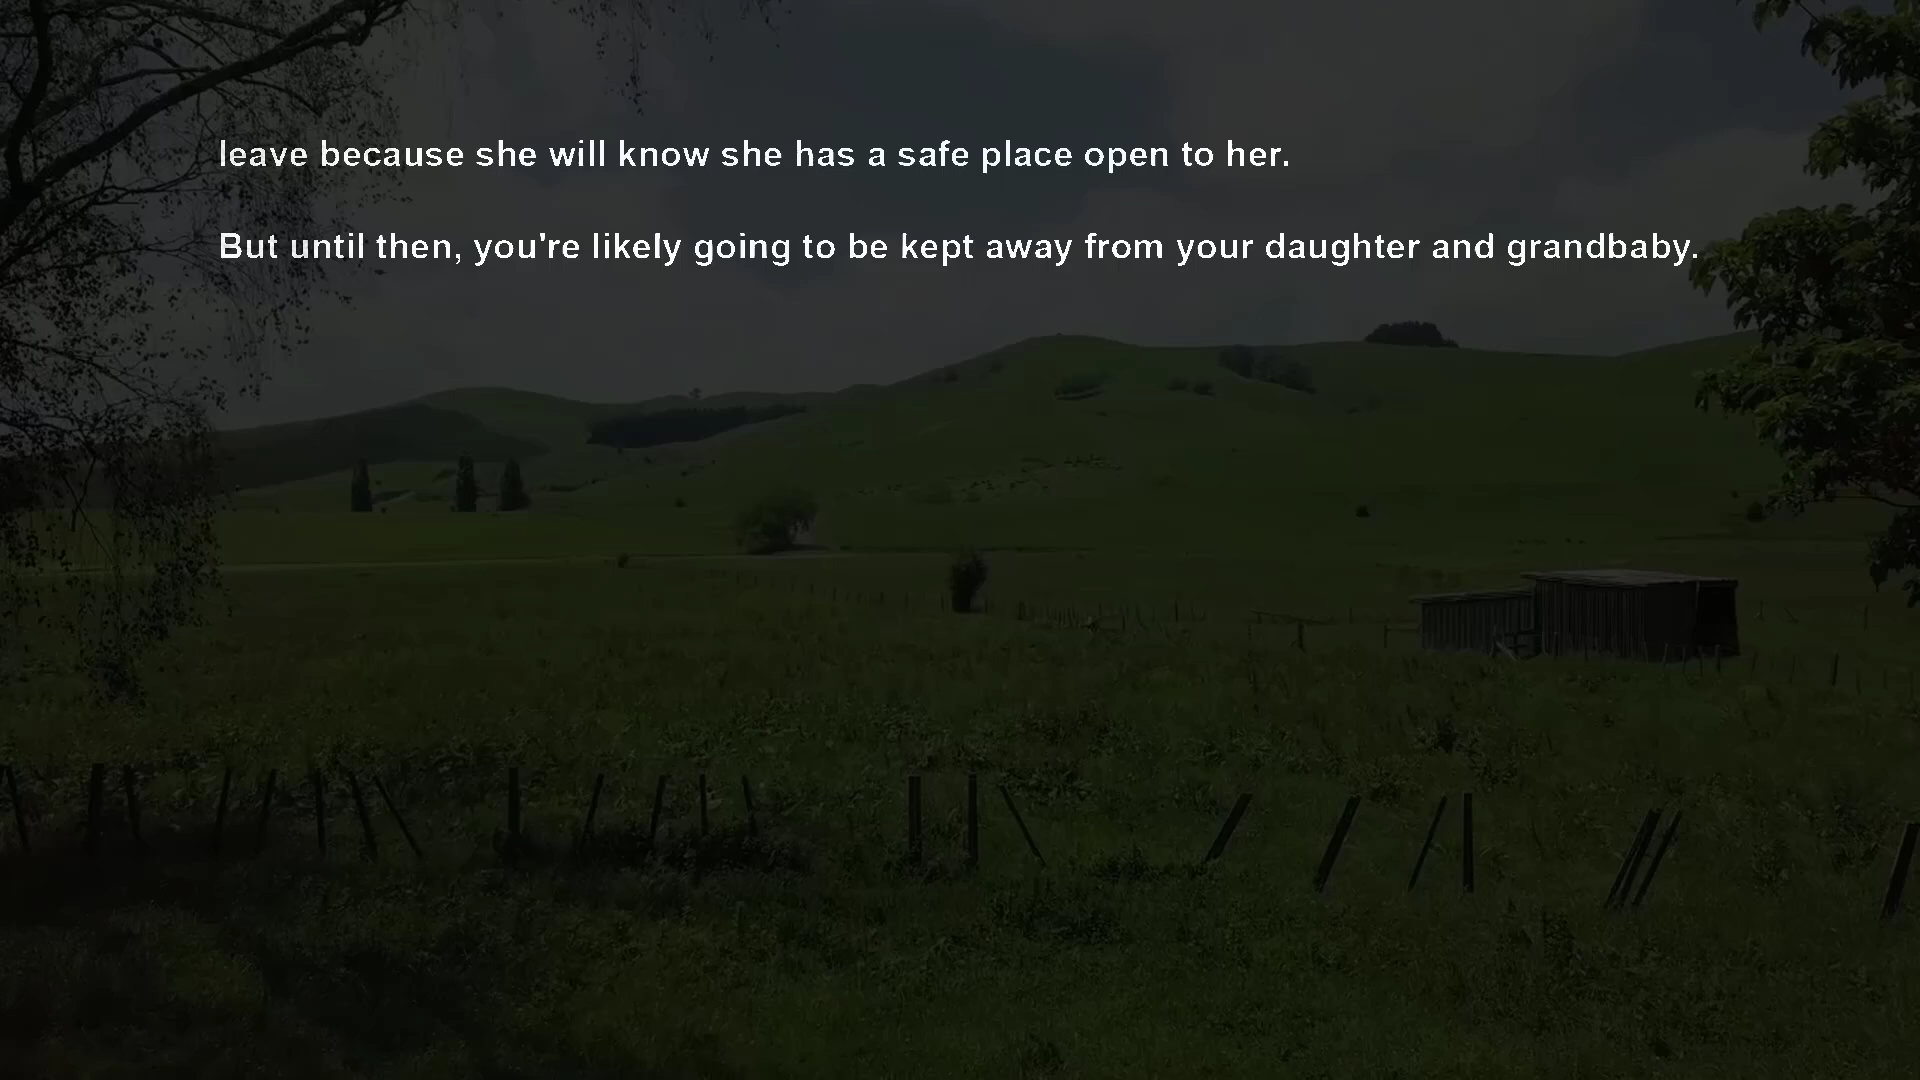 leave because she will know she has a safe place open to her.
But until then, you're likely going to be kept away from your daughter and grandbaby.